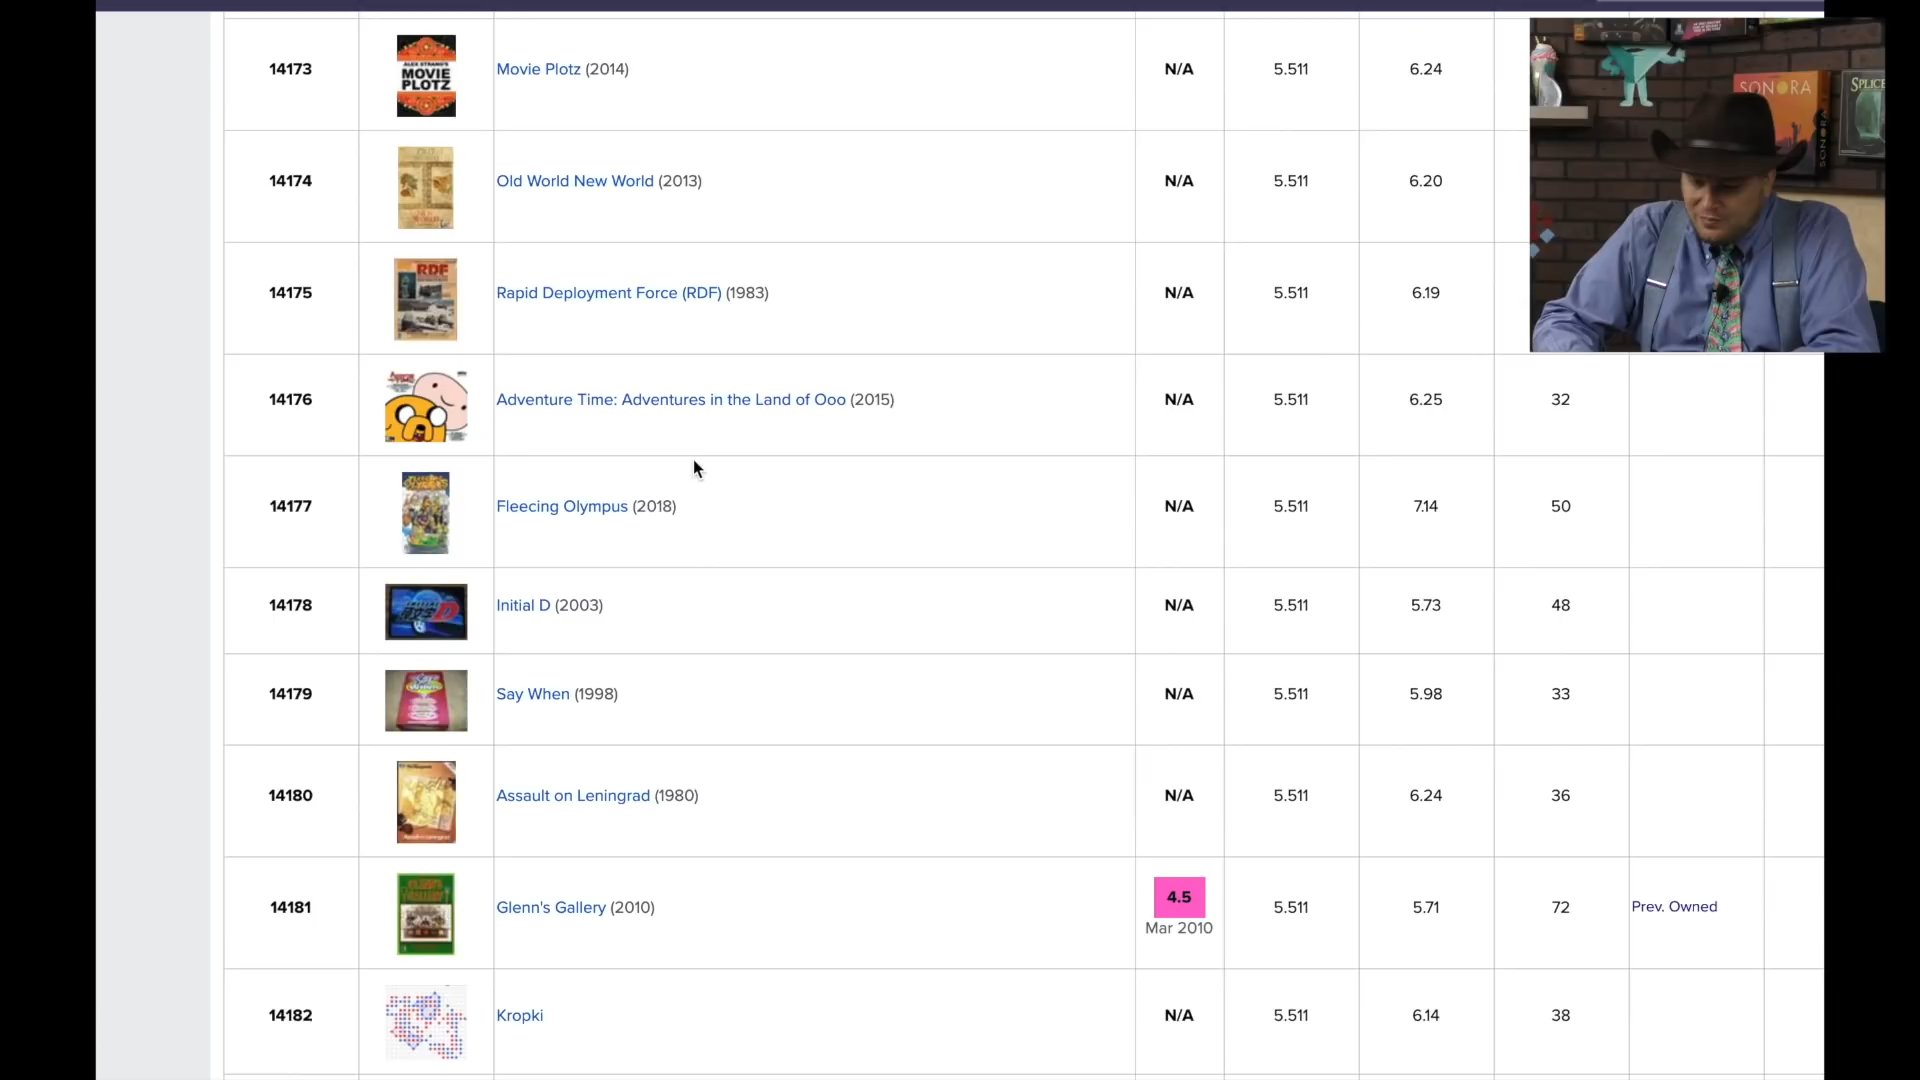 14173 ALEX STRANG'S MOVIE PLOTZ Movie Plotz (2014) N/A 5.511 6.24
SONORA
SPLICE
SONORA
14174 Old World New World (2013) N/A 5.511 6.20
14175 RDF Rapid Deployment Force (RDF) (1983) N/A 5.511 6.19
14176 Adventure Time: Adventures in the Land of Ooo (2015) N/A 5.511 6.25 32
14177 Fleecing Olympus (2018) N/A 5.511 7.14 50
14178 Initial D (2003) N/A 5.511 5.73 48
14179 Say When (1998) N/A 5.511 5.98 33
14180 Assault on Leningrad (1980) N/A 5.511 6.24 36
14181 Glenn's Gallery (2010) 4.5 5.511 5.71 72 Prev. Owned
Mar 2010
14182 Kropki N/A 5.511 6.14 38